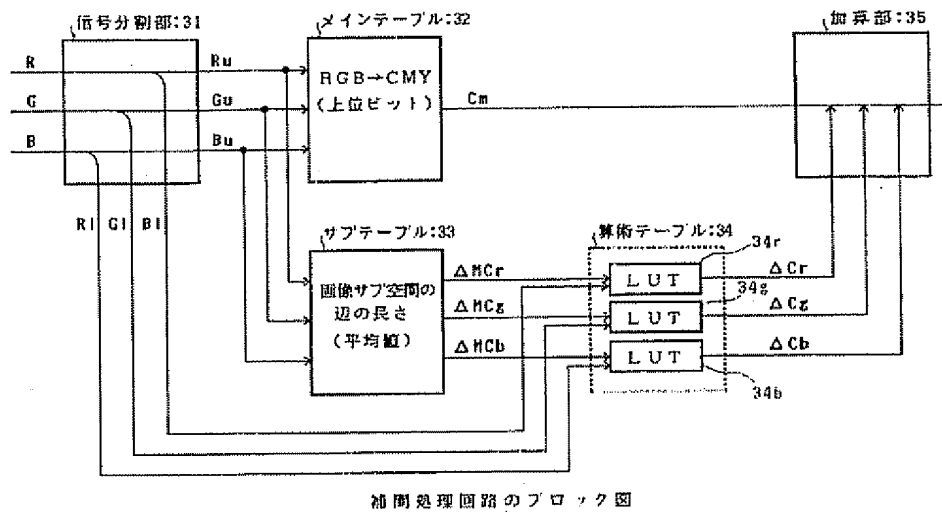 信号分割部:31
メインテーブル:32
加算部:35
R
Ru
RGB→CMY
G
Gu
(上位ビット)
Cm
B
Bu
Rl Gl Bl
サブテーブル:33
算術テーブル:34
34r
ΔMCr
LUT
ΔCr
画像サブ空間の
34g
辺の長さ
ΔMCg
LUT
ΔCg
(平均値)
ΔMCb
LUT
ΔCb
34b
補間処理回路のブロック図